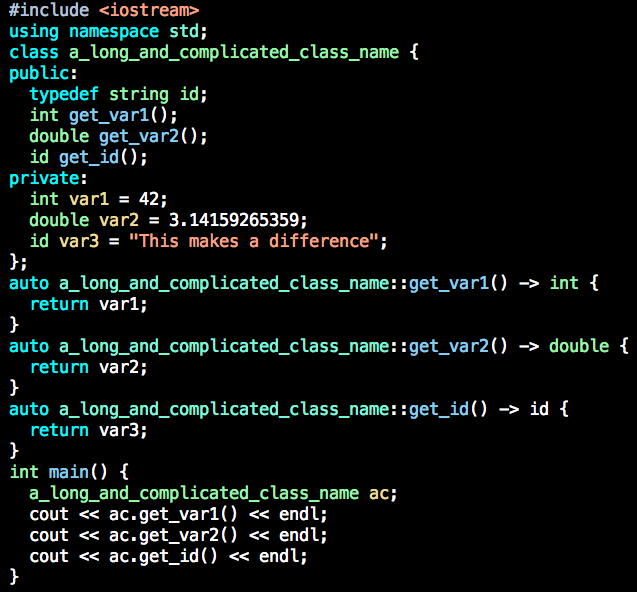 #include <iostream>
using namespace std;
class a_long_and_complicated_class_name {
public:
  typedef string id;
  int get_var1();
  double get_var2();
  id get_id();
private:
  int var1 = 42;
  double var2 = 3.14159265359;
  id var3 = "This makes a difference";
};
auto a_long_and_complicated_class_name::get_var1() -> int {
  return var1;
}
auto a_long_and_complicated_class_name::get_var2() -> double {
  return var2;
}
auto a_long_and_complicated_class_name::get_id() -> id {
  return var3;
}
int main() {
  a_long_and_complicated_class_name ac;
  cout << ac.get_var1() << endl;
  cout << ac.get_var2() << endl;
  cout << ac.get_id() << endl;
}